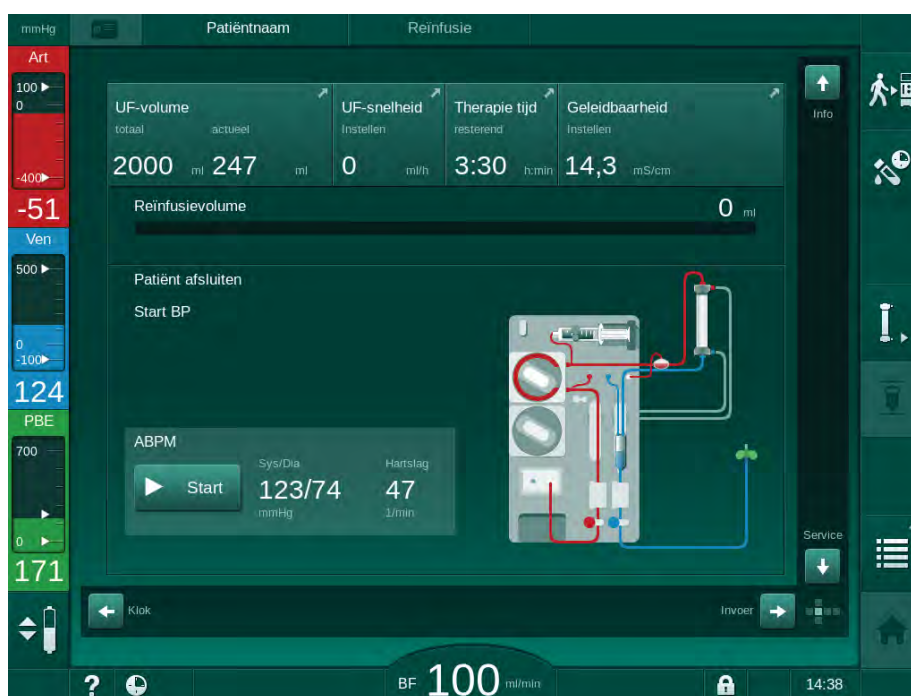 mmHg
Patiëntnaam
Reïnfusie
Art
100
0
-400
-51
Ven
500
0
-100
124
PBE
700
0
171
UF-volume
totaal actueel
2000 ml 247 ml
UF-snelheid
Instellen
0 ml/h
Therapie tijd
resterend
3:30 h:min
Geleidbaarheid
Instellen
14,3 mS/cm
Info
Reïnfusievolume 0 ml
Patiënt afsluiten
Start BP
ABPM
Start
Sys/Dia
123/74
mmHg
Hartslag
47
1/min
Service
Klok
Invoer
? BF 100 ml/min 14:38